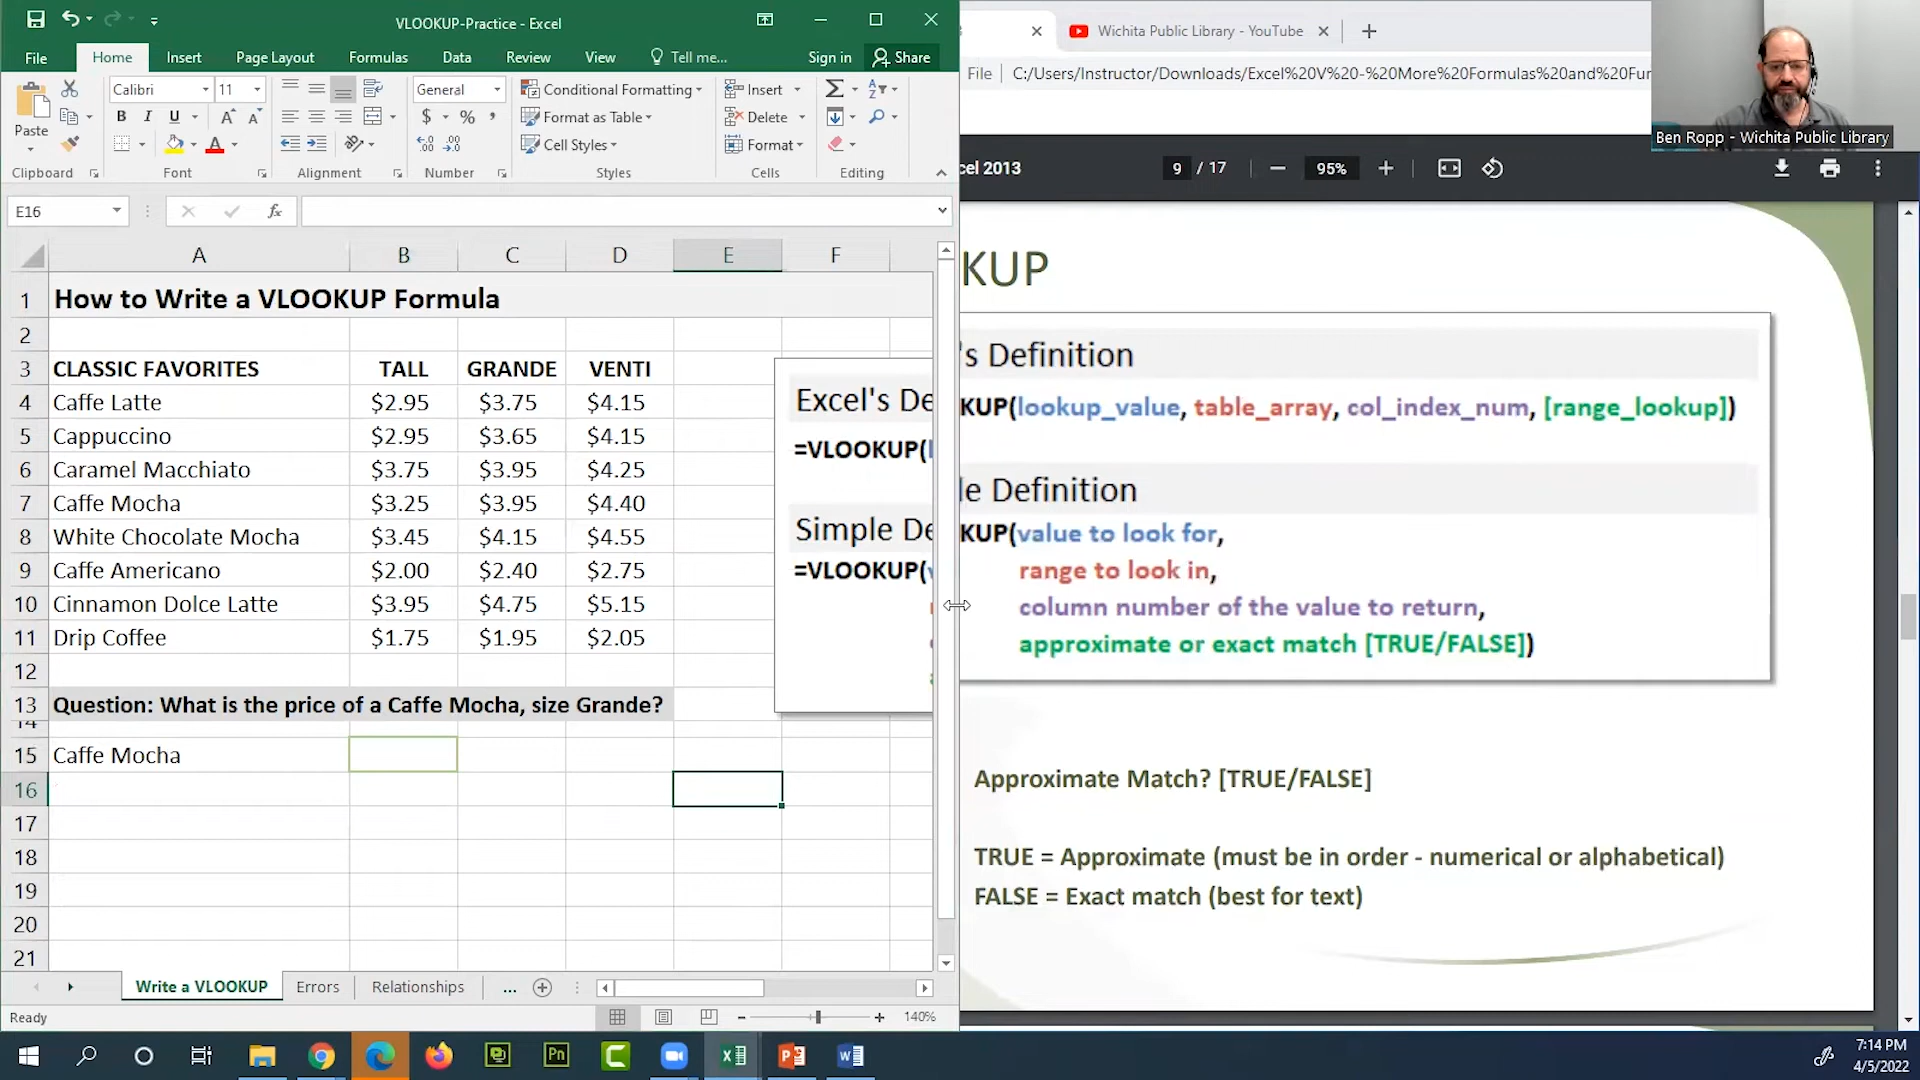 VLOOKUP-Practice - Excel
File Home Insert Page Layout Formulas Data Review View Tell me... Sign in Share
Paste
Calibri 11
B I U A A
A
General
$ % ,
Conditional Formatting
Format as Table
Cell Styles
Insert
Delete
Format
Clipboard Font Alignment Number Styles Cells Editing
E16 fx
A B C D E F
1 How to Write a VLOOKUP Formula
2
3 CLASSIC FAVORITES TALL GRANDE VENTI
4 Caffe Latte $2.95 $3.75 $4.15
5 Cappuccino $2.95 $3.65 $4.15
6 Caramel Macchiato $3.75 $3.95 $4.25
7 Caffe Mocha $3.25 $3.95 $4.40
8 White Chocolate Mocha $3.45 $4.15 $4.55
9 Caffe Americano $2.00 $2.40 $2.75
10 Cinnamon Dolce Latte $3.95 $4.75 $5.15
11 Drip Coffee $1.75 $1.95 $2.05
12
13 Question: What is the price of a Caffe Mocha, size Grande?
14
15 Caffe Mocha
16
17
18
19
20
21
Excel's De
=VLOOKUP(
Simple De
=VLOOKUP(
Write a VLOOKUP Errors Relationships ...
Ready 140%
Wichita Public Library - YouTube
File C:/Users/Instructor/Downloads/Excel%20V%20-%20More%20Formulas%20and%20Fur
Ben Ropp - Wichita Public Library
cel 2013 9 / 17 95%
KUP
's Definition
KUP(lookup_value, table_array, col_index_num, [range_lookup])
le Definition
KUP(value to look for,
range to look in,
column number of the value to return,
approximate or exact match [TRUE/FALSE])
Approximate Match? [TRUE/FALSE]
TRUE = Approximate (must be in order - numerical or alphabetical)
FALSE = Exact match (best for text)
Pn
7:14 PM
4/5/2022